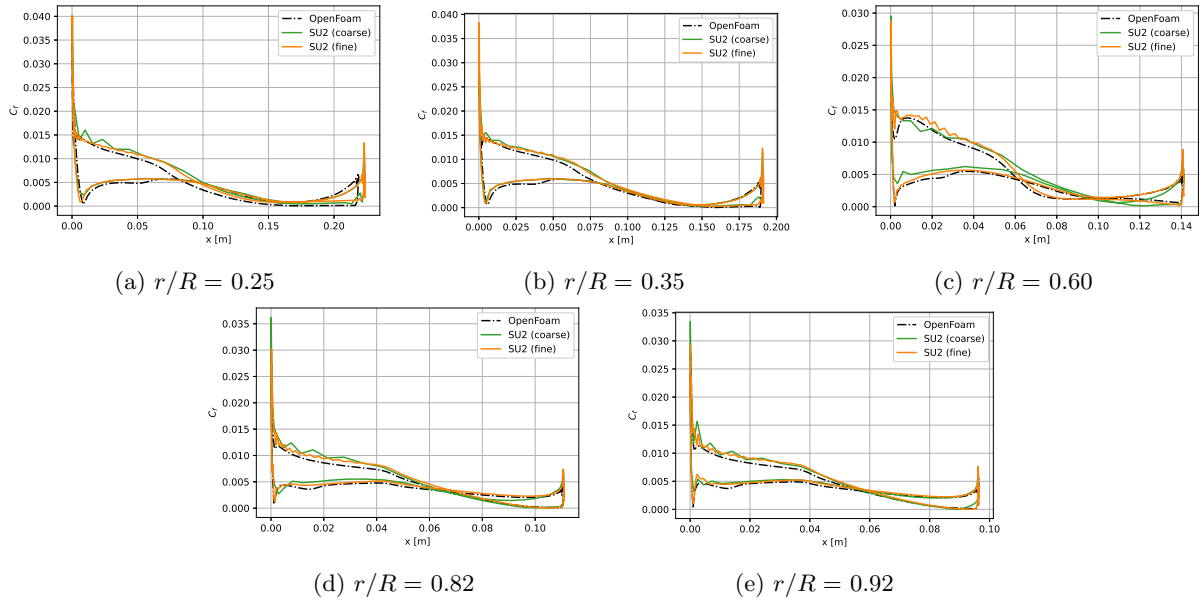 0.040
0.035
0.030
0.025
0.020
0.015
0.010
0.005
0.000
C_f
OpenFoam
SU2 (coarse)
SU2 (fine)
0.00 0.05 0.10 0.15 0.20
x [m]
(a) r/R = 0.25
0.040
0.035
0.030
0.025
0.020
0.015
0.010
0.005
0.000
C_f
OpenFoam
SU2 (coarse)
SU2 (fine)
0.000 0.025 0.050 0.075 0.100 0.125 0.150 0.175 0.200
x [m]
(b) r/R = 0.35
0.030
0.025
0.020
0.015
0.010
0.005
0.000
C_f
OpenFoam
SU2 (coarse)
SU2 (fine)
0.00 0.02 0.04 0.06 0.08 0.10 0.12 0.14
x [m]
(c) r/R = 0.60
0.035
0.030
0.025
0.020
0.015
0.010
0.005
0.000
C_f
OpenFoam
SU2 (coarse)
SU2 (fine)
0.00 0.02 0.04 0.06 0.08 0.10
x [m]
(d) r/R = 0.82
0.035
0.030
0.025
0.020
0.015
0.010
0.005
0.000
C_f
OpenFoam
SU2 (coarse)
SU2 (fine)
0.00 0.02 0.04 0.06 0.08 0.10
x [m]
(e) r/R = 0.92